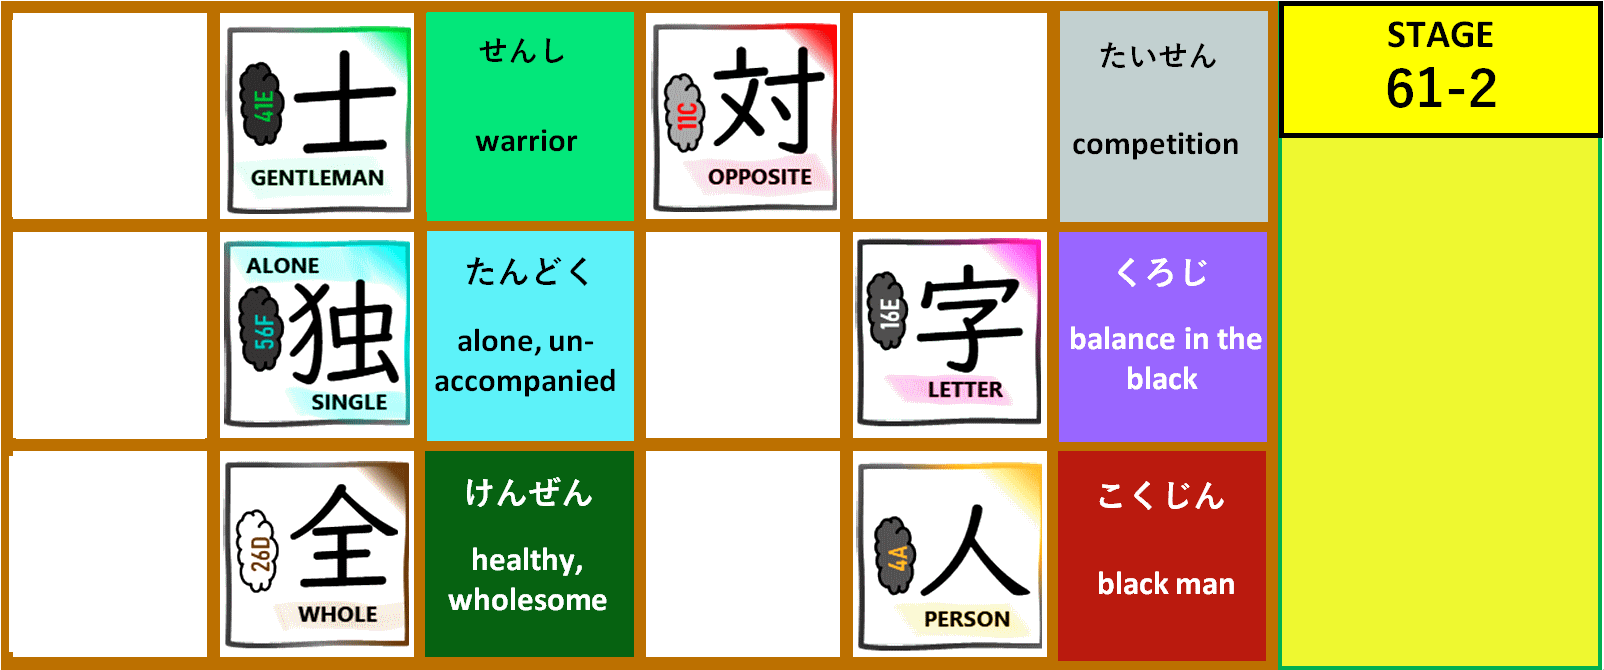 41E
士
GENTLEMAN
せんし
warrior
11C
対
OPPOSITE
たいせん
competition
STAGE
61-2
ALONE
56F
独
SINGLE
たんどく
alone, un-
accompanied
16E
字
LETTER
くろじ
balance in the
black
26D
全
WHOLE
けんぜん
healthy,
wholesome
4A
人
PERSON
こくじん
black man